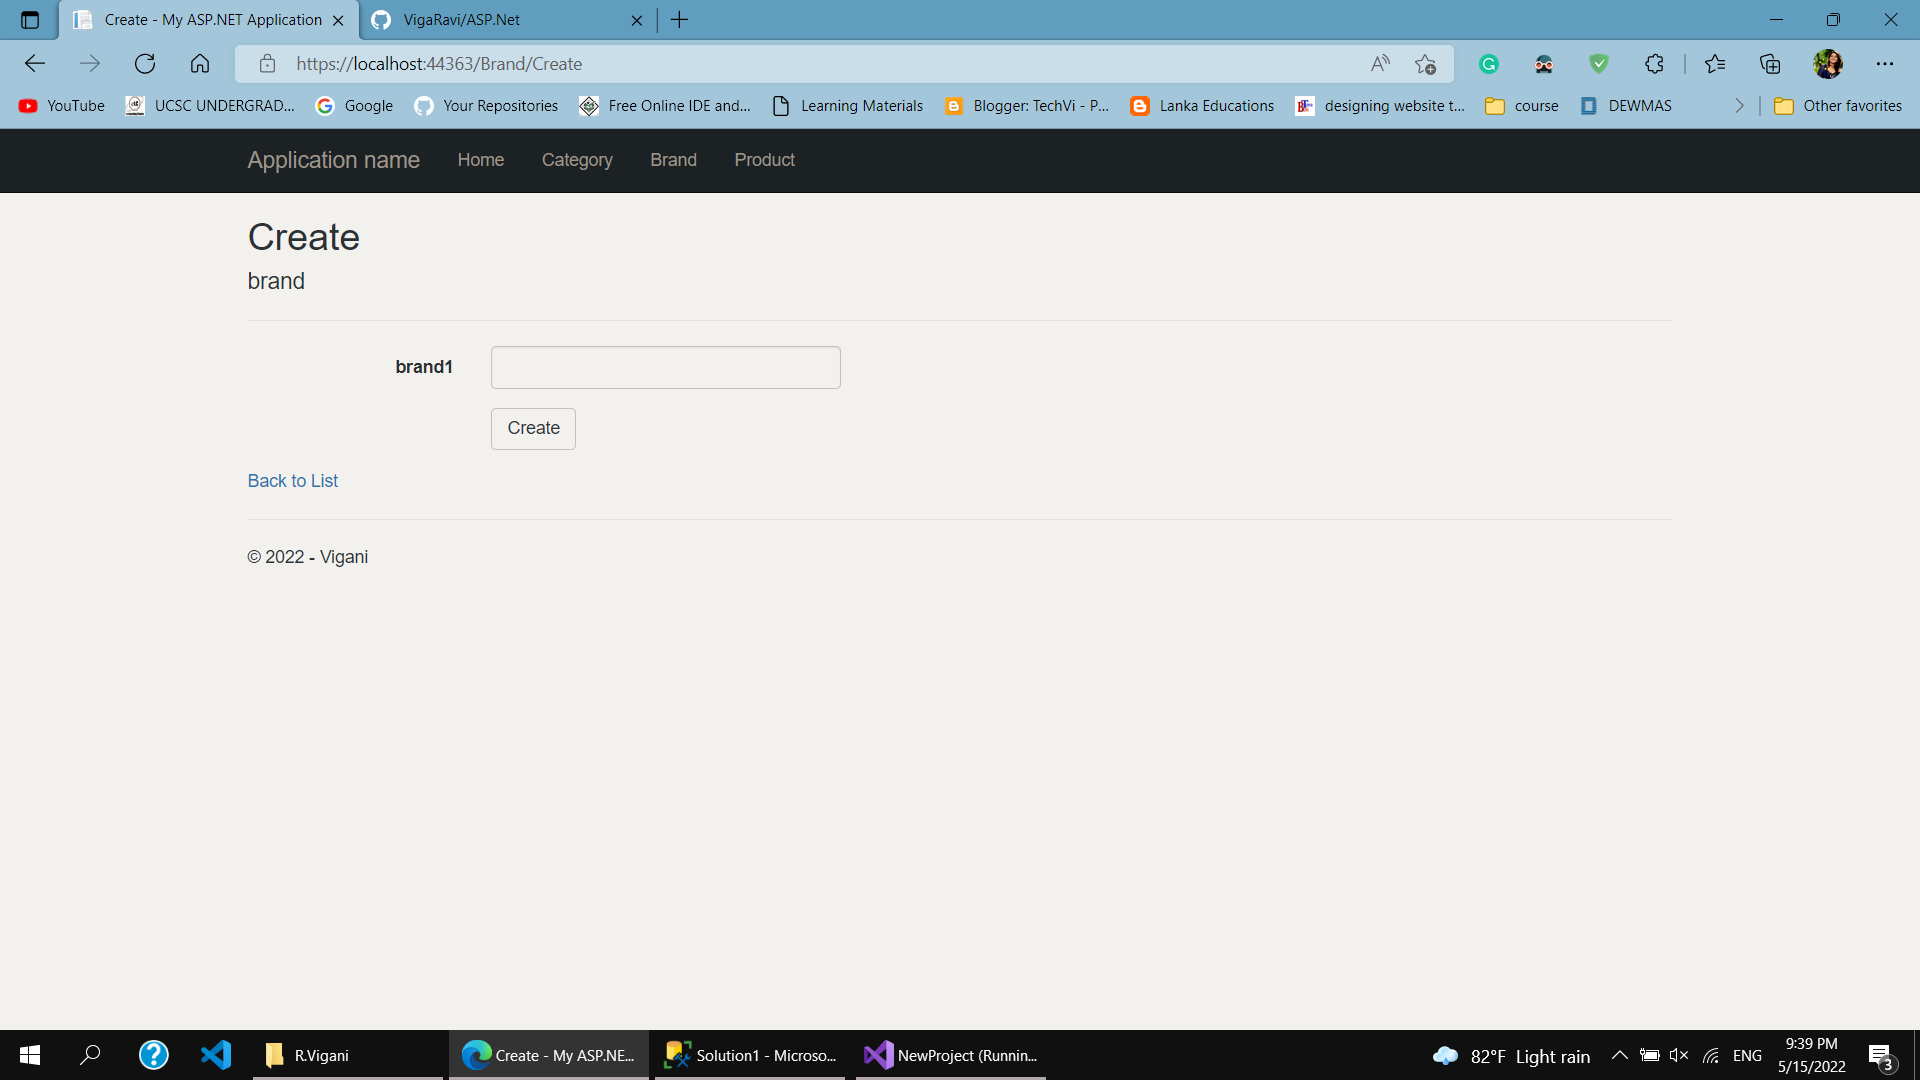 Create - My ASP.NET Application
VigaRavi/ASP.Net
https://localhost:44363/Brand/Create
YouTube
UCSC UNDERGRAD...
Google
Your Repositories
Free Online IDE and...
Learning Materials
Blogger: TechVi - P...
Lanka Educations
designing website t...
course
DEWMAS
Other favorites
Application name
Home
Category
Brand
Product
Create
brand
brand1
Create
Back to List
© 2022 - Vigani
R.Vigani
Create - My ASP.NE...
Solution1 - Microso...
NewProject (Runnin...
82°F Light rain
ENG
9:39 PM
5/15/2022
3